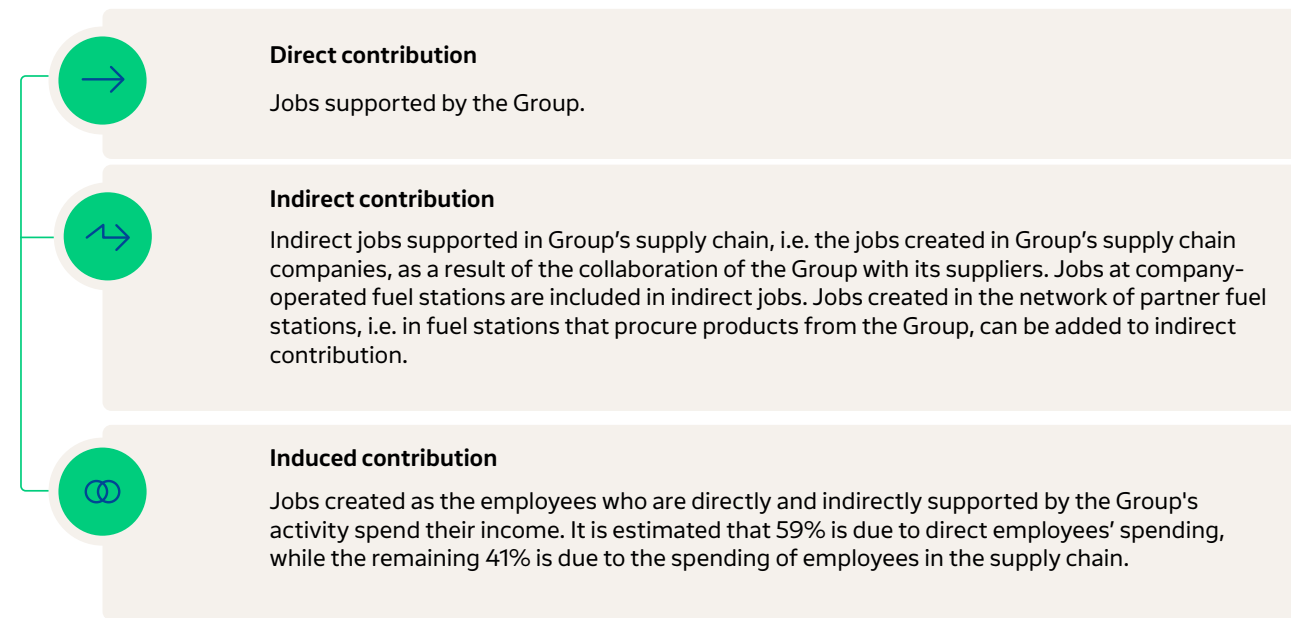 Direct contribution
Jobs supported by the Group.
Indirect contribution
Indirect jobs supported in Group’s supply chain, i.e. the jobs created in Group’s supply chain
companies, as a result of the collaboration of the Group with its suppliers. Jobs at company-
operated fuel stations are included in indirect jobs. Jobs created in the network of partner fuel
stations, i.e. in fuel stations that procure products from the Group, can be added to indirect
contribution.
Induced contribution
Jobs created as the employees who are directly and indirectly supported by the Group's
activity spend their income. It is estimated that 59% is due to direct employees’ spending,
while the remaining 41% is due to the spending of employees in the supply chain.